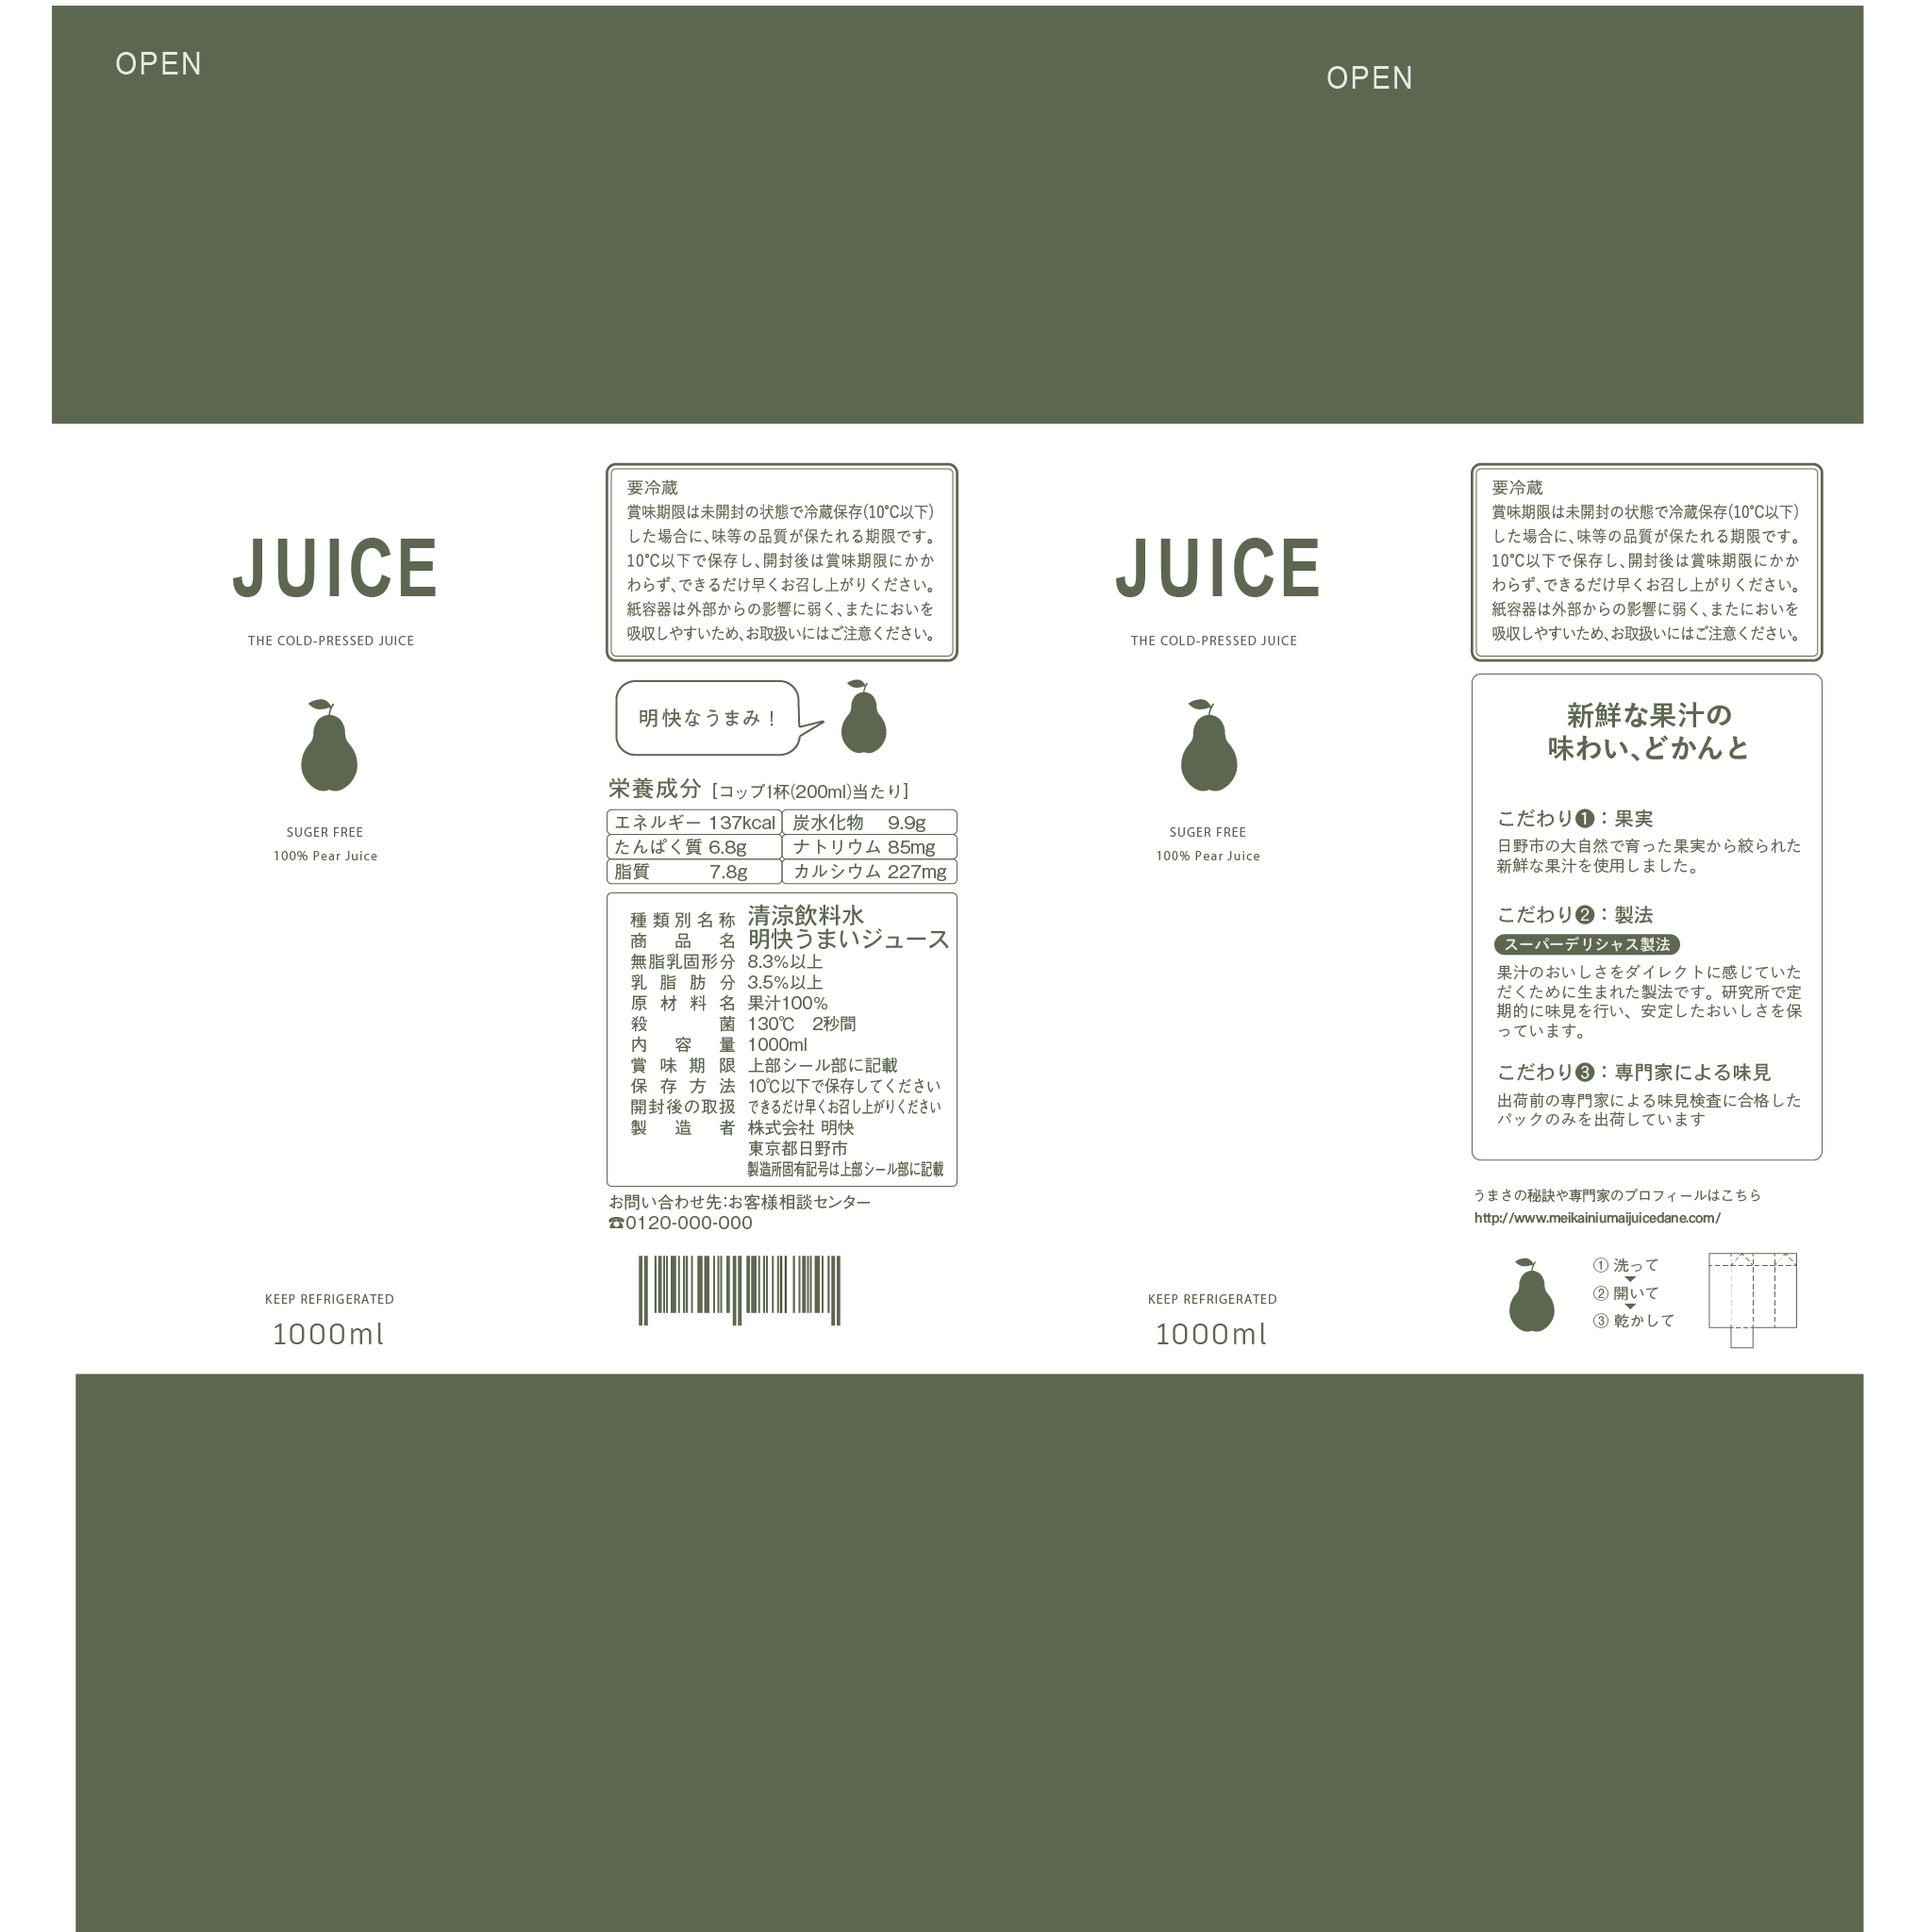 OPEN
OPEN
JUICE
THE COLD-PRESSED JUICE
SUGER FREE
100% Pear Juice
KEEP REFRIGERATED
1000ml
要冷蔵
賞味期限は未開封の状態で冷蔵保存(10°C以下)
した場合に、味等の品質が保たれる期限です。
10°C以下で保存し、開封後は賞味期限にかか
わらず、できるだけ早くお召し上がりください。
紙容器は外部からの影響に弱く、またにおいを
吸収しやすいため、お取扱いにはご注意ください。
明快なうまみ！
栄養成分 [コップ1杯(200ml)当たり]
エネルギー 137kcal 炭水化物 9.9g
たんぱく質 6.8g ナトリウム 85mg
脂質 7.8g カルシウム 227mg
種類別名称 清涼飲料水
商品名 明快うまいジュース
無脂乳固形分 8.3%以上
乳脂肪分 3.5%以上
原材料名 果汁100%
殺菌 130℃ 2秒間
内容量 1000ml
賞味期限 上部シール部に記載
保存方法 10℃以下で保存してください
開封後の取扱 できるだけ早くお召し上がりください
製造者 株式会社 明快
東京都日野市
製造所固有記号は上部シール部に記載
お問い合わせ先:お客様相談センター
☎0120-000-000
JUICE
THE COLD-PRESSED JUICE
SUGER FREE
100% Pear Juice
KEEP REFRIGERATED
1000ml
要冷蔵
賞味期限は未開封の状態で冷蔵保存(10°C以下)
した場合に、味等の品質が保たれる期限です。
10°C以下で保存し、開封後は賞味期限にかか
わらず、できるだけ早くお召し上がりください。
紙容器は外部からの影響に弱く、またにおいを
吸収しやすいため、お取扱いにはご注意ください。
新鮮な果汁の
味わい、どかんと
こだわり❶：果実
日野市の大自然で育った果実から絞られた
新鮮な果汁を使用しました。
こだわり❷：製法
スーパーデリシャス製法
果汁のおいしさをダイレクトに感じていた
だくために生まれた製法です。研究所で定
期的に味見を行い、安定したおいしさを保
っています。
こだわり❸：専門家による味見
出荷前の専門家による味見検査に合格した
パックのみを出荷しています
うまさの秘訣や専門家のプロフィールはこちら
http://www.meikainiumaijuicedane.com/
① 洗って
② 開いて
③ 乾かして